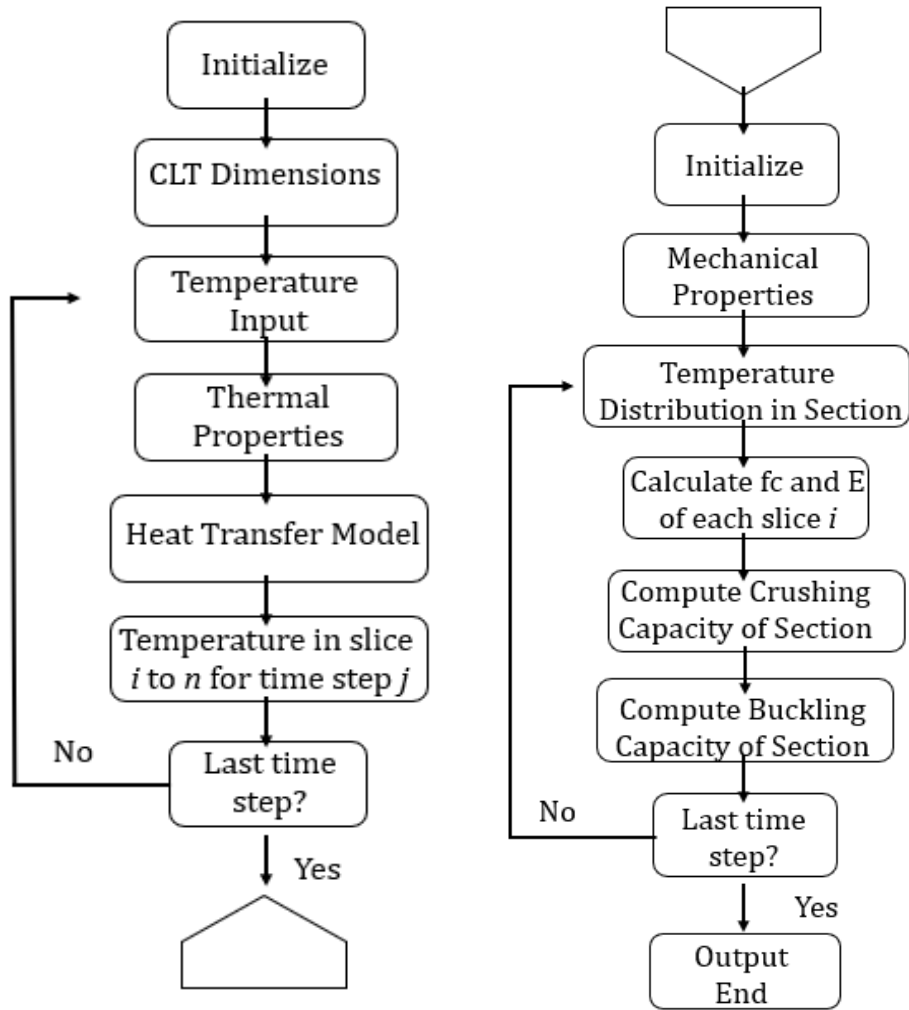 Initialize
CLT Dimensions
Temperature
Input
Thermal
Properties
Heat Transfer Model
Temperature in slice
i to n for time step j
No
Last time
step?
Yes
Initialize
Mechanical
Properties
Temperature
Distribution in Section
Calculate fc and E
of each slice i
Compute Crushing
Capacity of Section
Compute Buckling
Capacity of Section
No
Last time
step?
Yes
Output
End